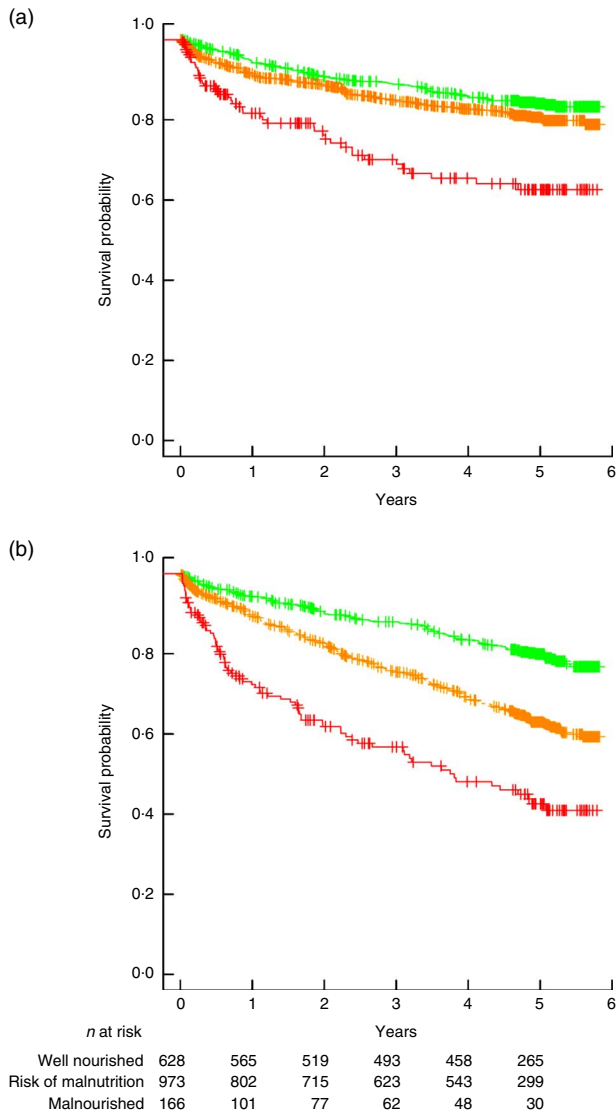 (a)
1·0
0·8
0·6
0·4
0·2
0·0
Survival probability
0 1 2 3 4 5 6
Years
(b)
1·0
0·8
0·6
0·4
0·2
0·0
Survival probability
0 1 2 3 4 5 6
n at risk Years
Well nourished 628 565 519 493 458 265
Risk of malnutrition 973 802 715 623 543 299
Malnourished 166 101 77 62 48 30